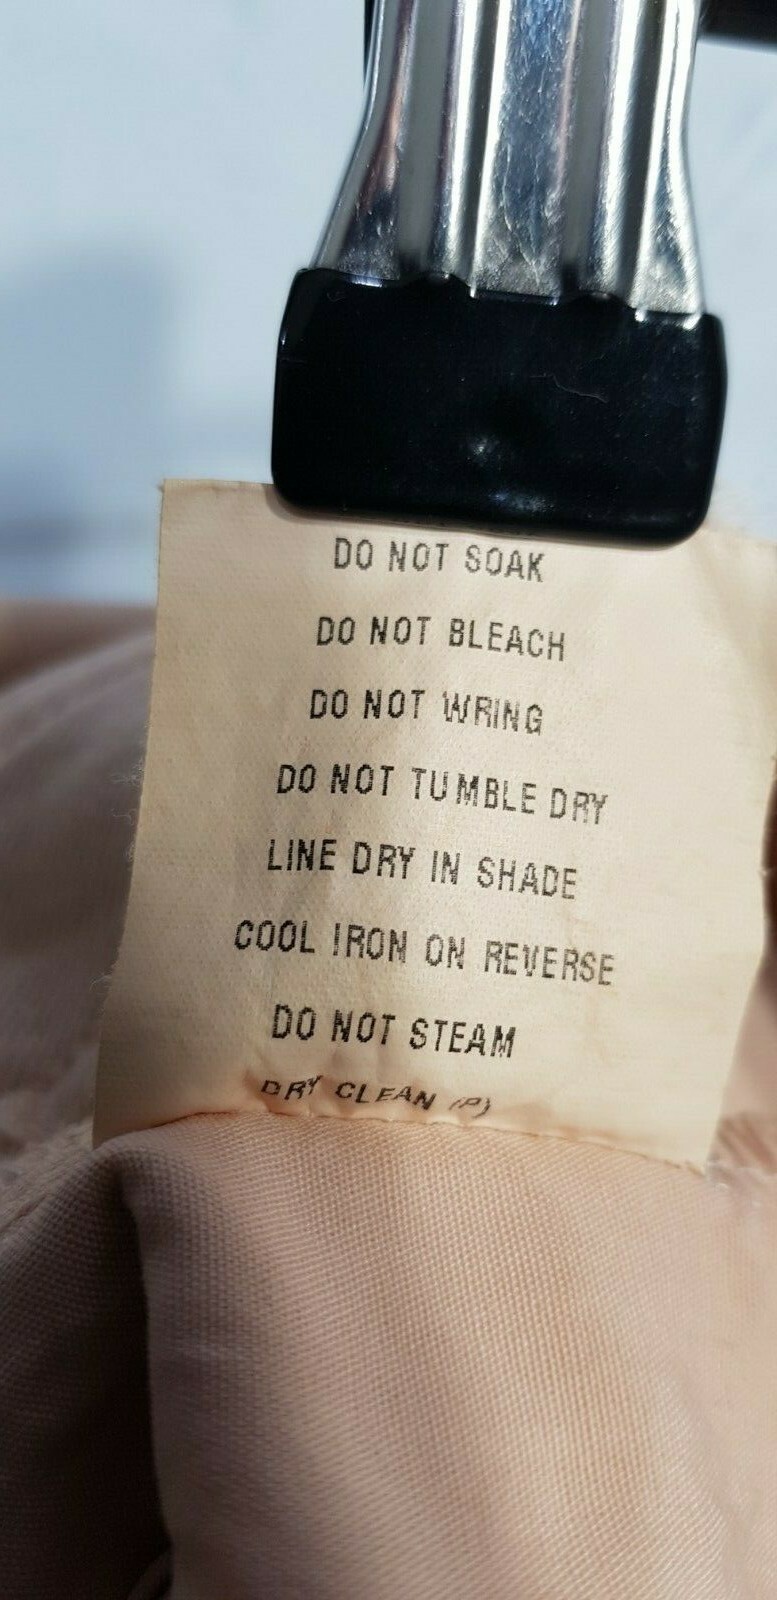 DO NOT SOAK
DO NOT BLEACH
DO NOT WRING
DO NOT TUMBLE DRY
LINE DRY IN SHADE
COOL IRON ON REVERSE
DO NOT STEAM
DRY CLEAN (P)